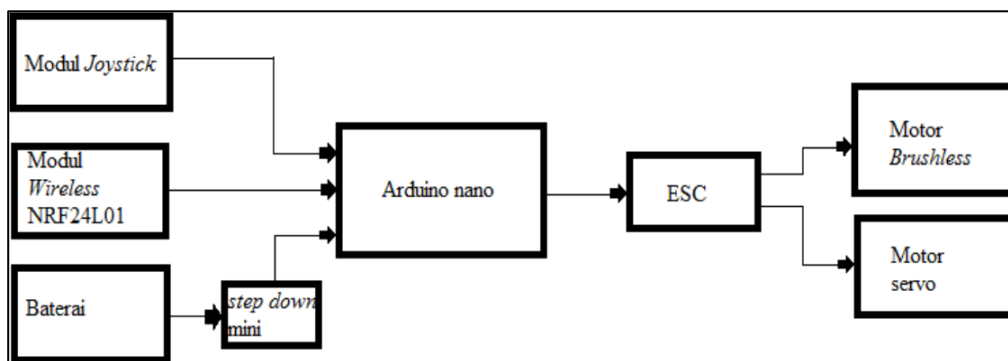 Modul Joystick
Modul
Wireless
NRF24L01
Baterai
step down
mini
Arduino nano
ESC
Motor
Brushless
Motor
servo